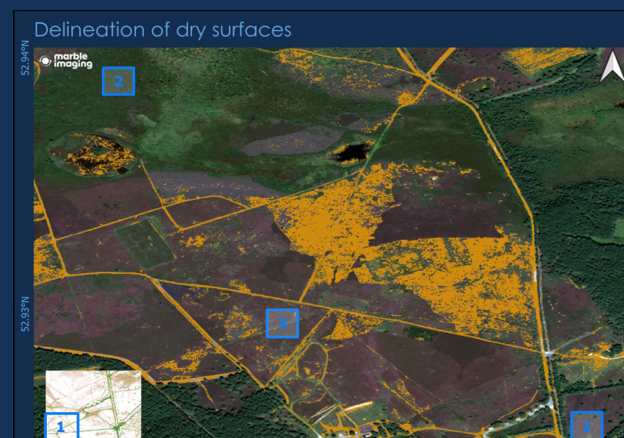 Delineation of dry surfaces
52.94°N
marble
imaging
2
52.93°N
3
1
1